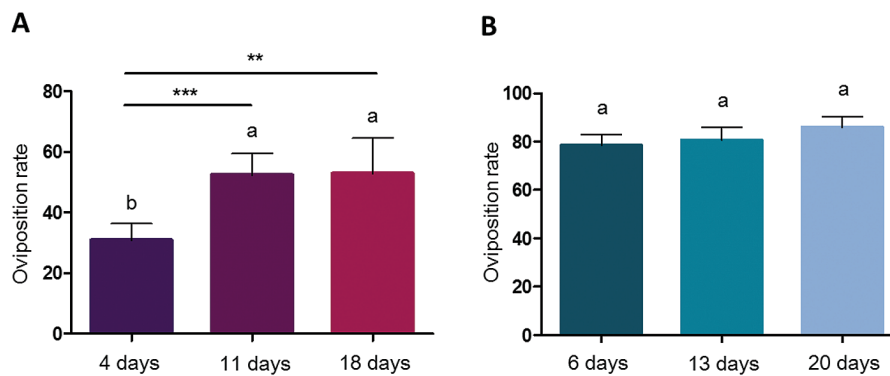 A
**
***
80
60
40
20
0
Oviposition rate
b
a
a
4 days
11 days
18 days
B
100
80
60
40
20
0
Oviposition rate
a
a
a
6 days
13 days
20 days